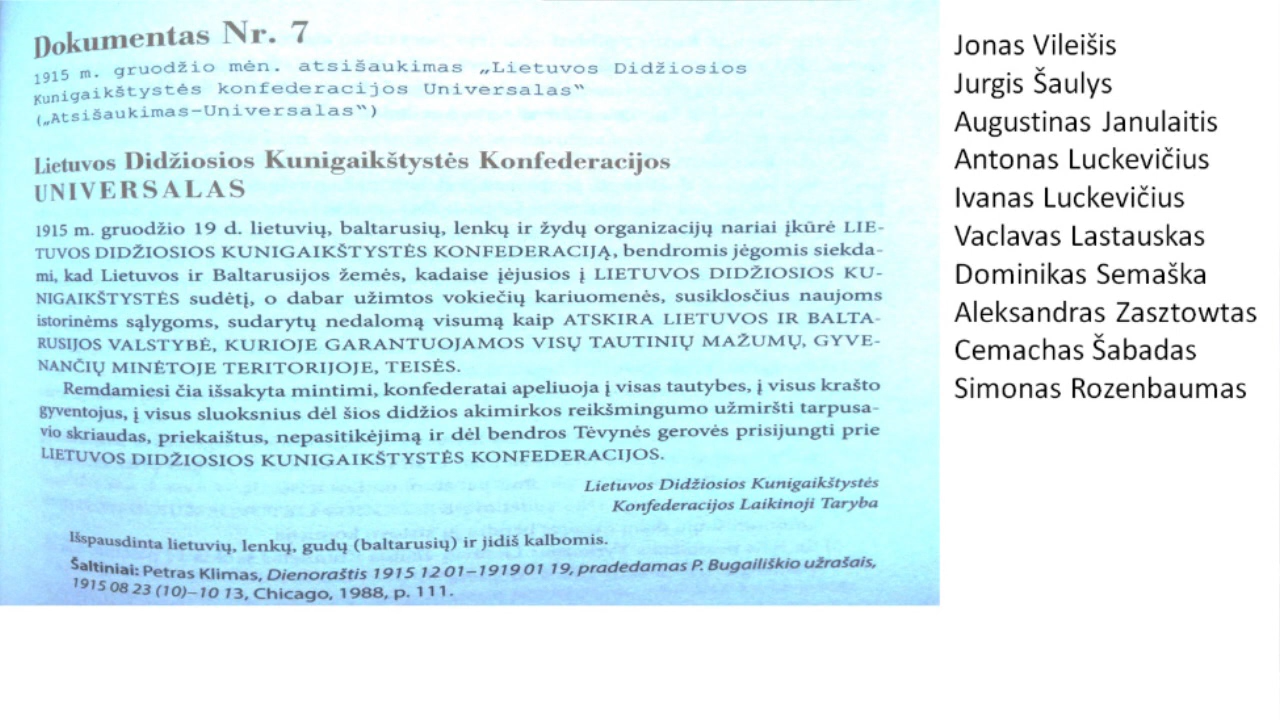 Dokumentas Nr. 7
1915 m. gruodžio mėn. atsišaukimas „Lietuvos Didžiosios
Kunigaikštystės konfederacijos Universalas“
(„Atsišaukimas-Universalas“)
Lietuvos Didžiosios Kunigaikštystės Konfederacijos
UNIVERSALAS
1915 m. gruodžio 19 d. lietuvių, baltarusių, lenkų ir žydų organizacijų nariai įkūrė LIE-
TUVOS DIDŽIOSIOS KUNIGAIKŠTYSTĖS KONFEDERACIJĄ, bendromis jėgomis siekda-
mi, kad Lietuvos ir Baltarusijos žemės, kadaise įėjusios į LIETUVOS DIDŽIOSIOS KU-
NIGAIKŠTYSTĖS sudėtį, o dabar užimtos vokiečių kariuomenės, susiklosčius naujoms
istorinėms sąlygoms, sudarytų nedalomą visumą kaip ATSKIRA LIETUVOS IR BALTA-
RUSIJOS VALSTYBĖ, KURIOJE GARANTUOJAMOS VISŲ TAUTINIŲ MAŽUMŲ, GYVE-
NANČIŲ MINĖTOJE TERITORIJOJE, TEISĖS.
Remdamiesi čia išsakyta mintimi, konfederatai apeliuoja į visas tautybes, į visus krašto
gyventojus, į visus sluoksnius dėl šios didžios akimirkos reikšmingumo užmiršti tarpusa-
vio skriaudas, priekaištus, nepasitikėjimą ir dėl bendros Tėvynės gerovės prisijungti prie
LIETUVOS DIDŽIOSIOS KUNIGAIKŠTYSTĖS KONFEDERACIJOS.
Lietuvos Didžiosios Kunigaikštystės
Konfederacijos Laikinoji Taryba
Išspausdinta lietuvių, lenkų, gudų (baltarusių) ir jidiš kalbomis.
Šaltiniai: Petras Klimas, Dienoraštis 1915 12 01–1919 01 19, pradedamas P. Bugailiškio užrašais,
1915 08 23 (10)–10 13, Chicago, 1988, p. 111.
Jonas Vileišis
Jurgis Šaulys
Augustinas Janulaitis
Antonas Luckevičius
Ivanas Luckevičius
Vaclavas Lastauskas
Dominikas Semaška
Aleksandras Zasztowtas
Cemachas Šabadas
Simonas Rozenbaumas